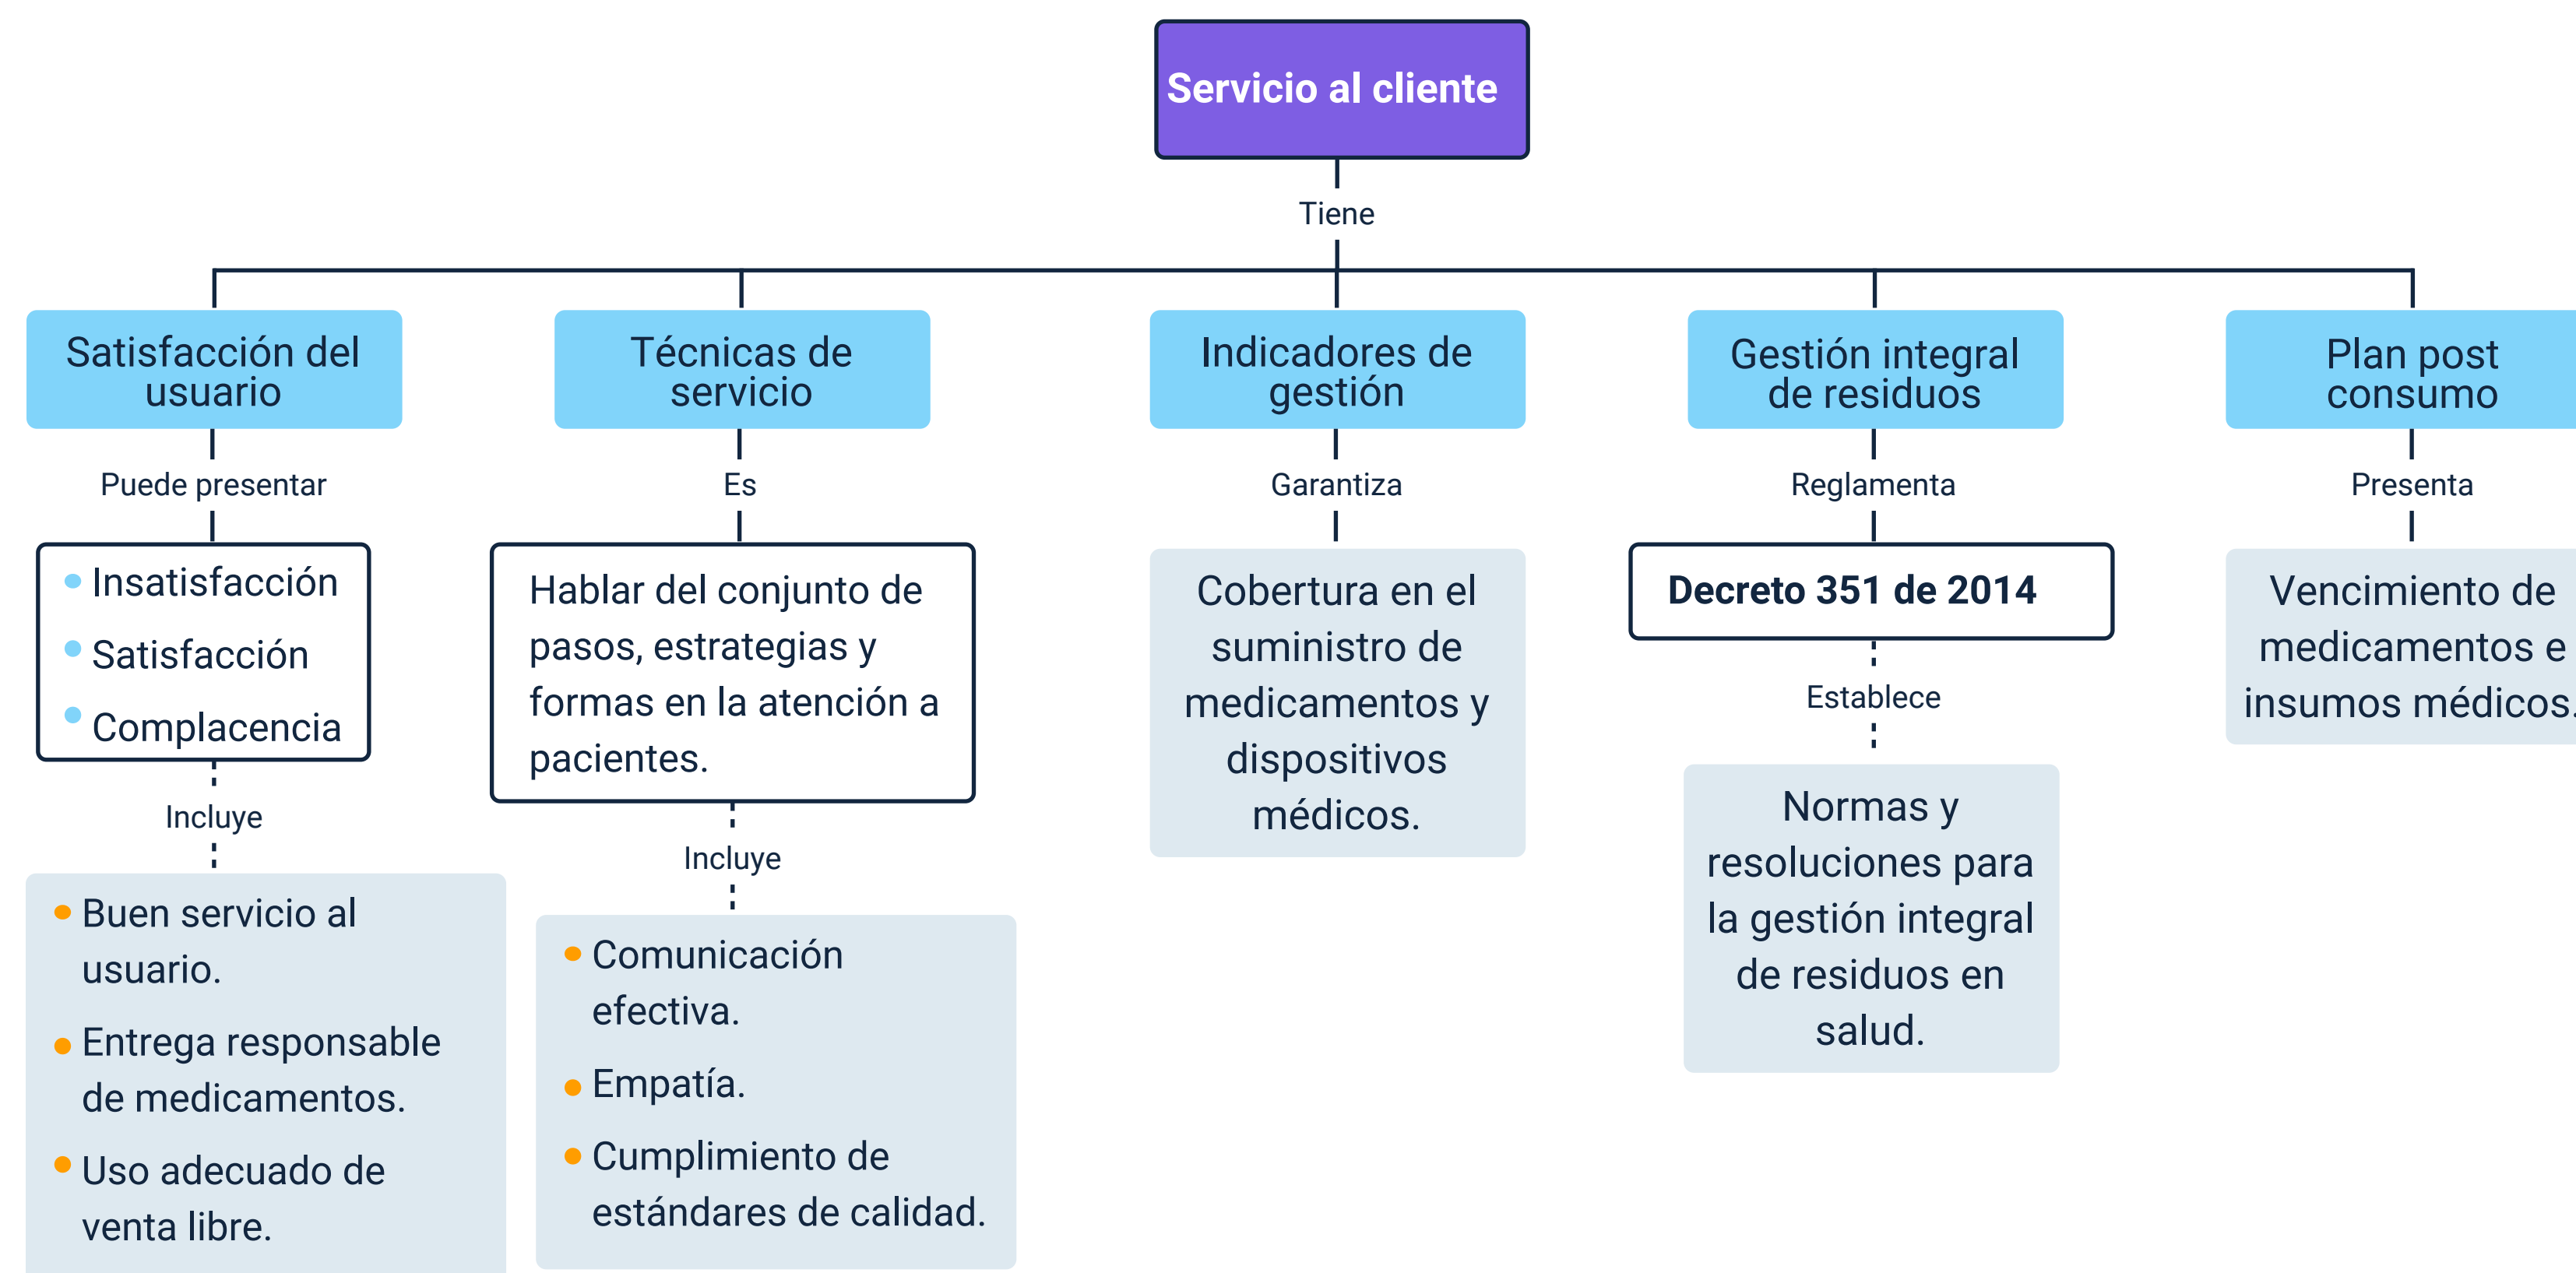 Servicio al cliente
Tiene
Satisfacción del
usuario
Puede presentar
Insatisfacción
Satisfacción
Complacencia
Incluye
Buen servicio al
usuario.
Entrega responsable
de medicamentos.
Uso adecuado de
venta libre.
Técnicas de
servicio
Es
Hablar del conjunto de
pasos, estrategias y
formas en la atención a
pacientes.
Incluye
Comunicación
efectiva.
Empatía.
Cumplimiento de
estándares de calidad.
Indicadores de
gestión
Garantiza
Cobertura en el
suministro de
medicamentos y
dispositivos
médicos.
Gestión integral
de residuos
Reglamenta
Decreto 351 de 2014
Establece
Normas y
resoluciones para
la gestión integral
de residuos en
salud.
Plan post
consumo
Presenta
Vencimiento de
medicamentos e
insumos médicos.